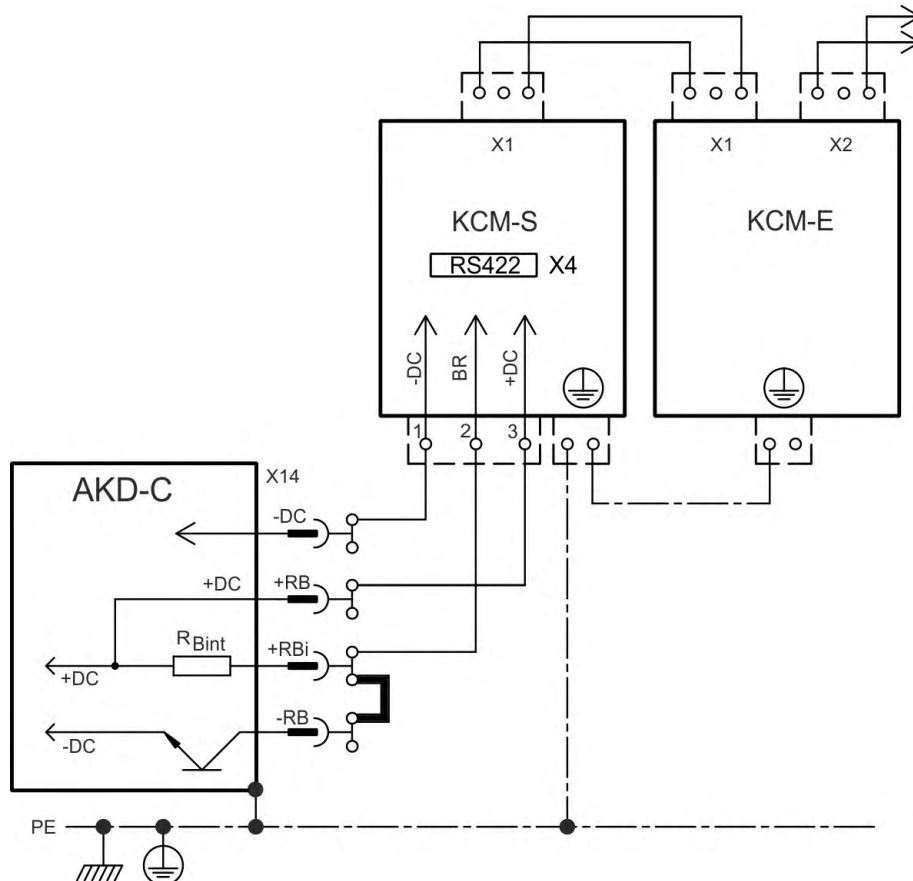 X1
X1
X2
KCM-S
KCM-E
RS422
X4
-DC
BR
+DC
1
2
3
AKD-C
X14
-DC
+DC
+RB
RBint
+RBi
+DC
-RB
-DC
PE